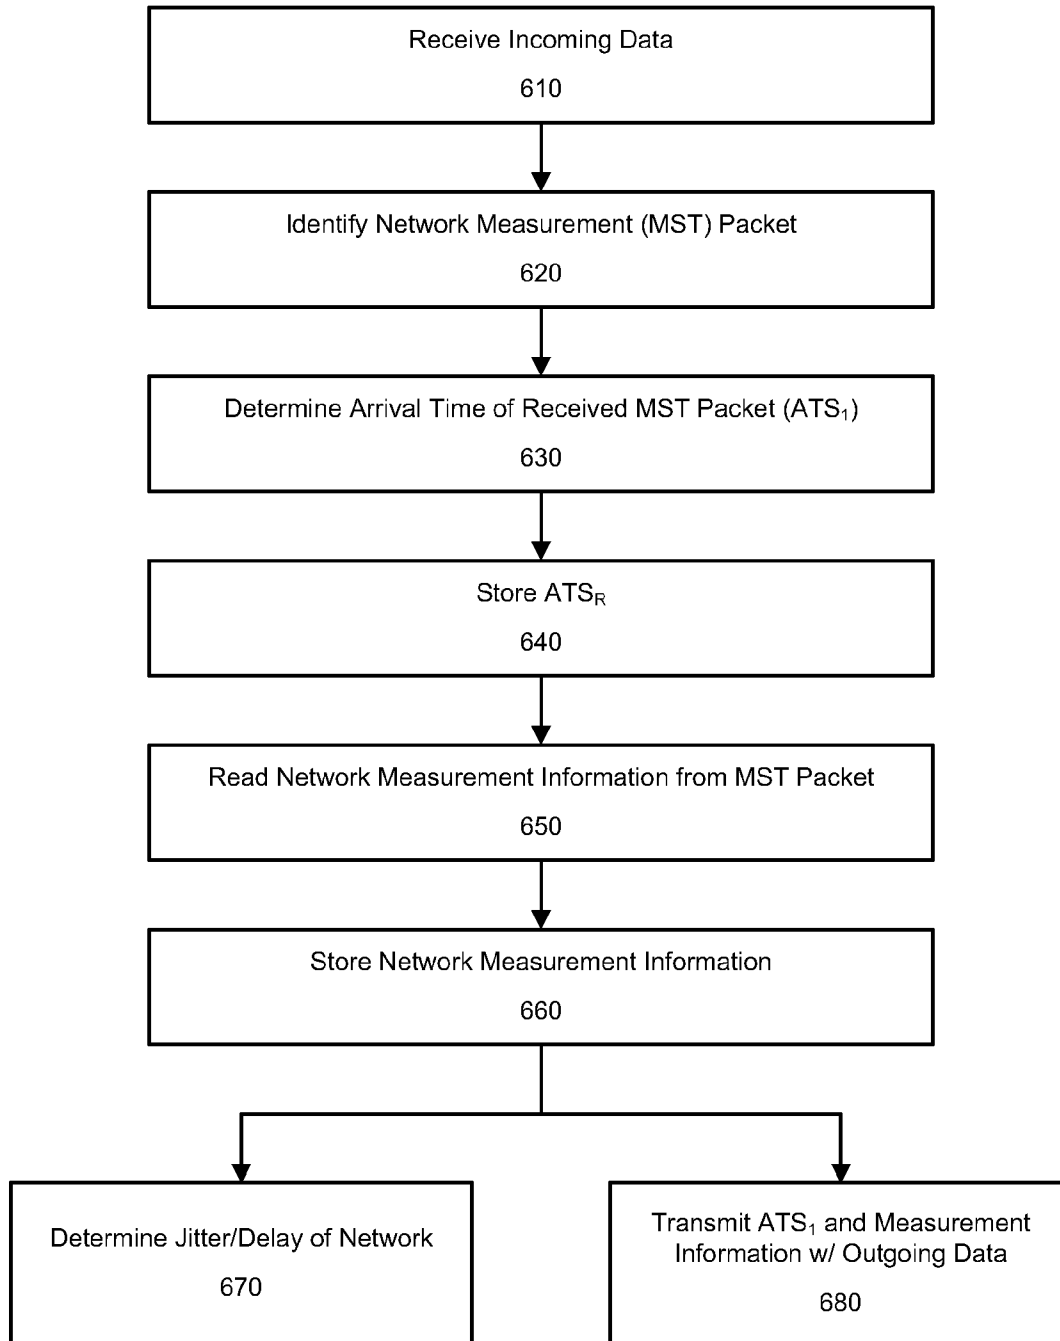 Receive Incoming Data
610
Identify Network Measurement (MST) Packet
620
Determine Arrival Time of Received MST Packet (ATS₁)
630
Store ATSR
640
Read Network Measurement Information from MST Packet
650
Store Network Measurement Information
660
Determine Jitter/Delay of Network
670
Transmit ATS₁ and Measurement
Information w/ Outgoing Data
680